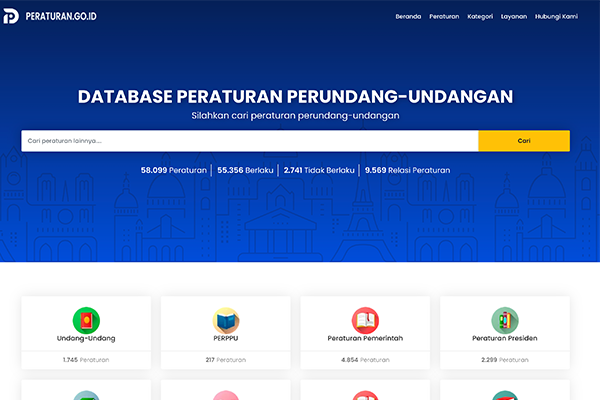 PERATURAN.GO.ID
Beranda Peraturan Kategori Layanan Hubungi Kami
DATABASE PERATURAN PERUNDANG-UNDANGAN
Silahkan cari peraturan perundang-undangan
Cari peraturan lainnya.... Cari
58.099 Peraturan 55.356 Berlaku 2.741 Tidak Berlaku 9.569 Relasi Peraturan
Undang-Undang PERPPU Peraturan Pemerintah Peraturan Presiden
1.745 Peraturan 217 Peraturan 4.854 Peraturan 2.299 Peraturan